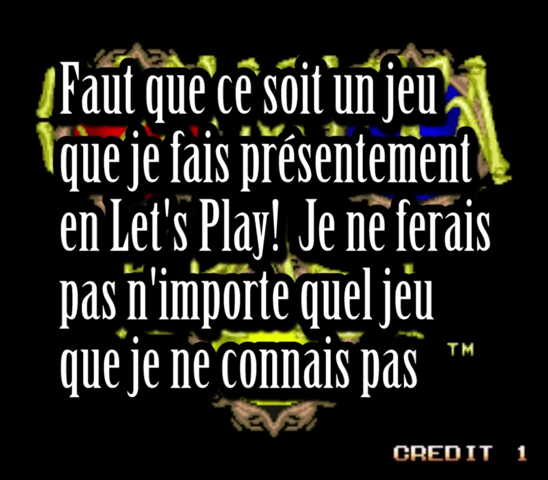 Faut que ce soit un jeu
que je fais présentement
en Let's Play! Je ne ferais
pas n'importe quel jeu
que je ne connais pas
TM
CREDIT 1